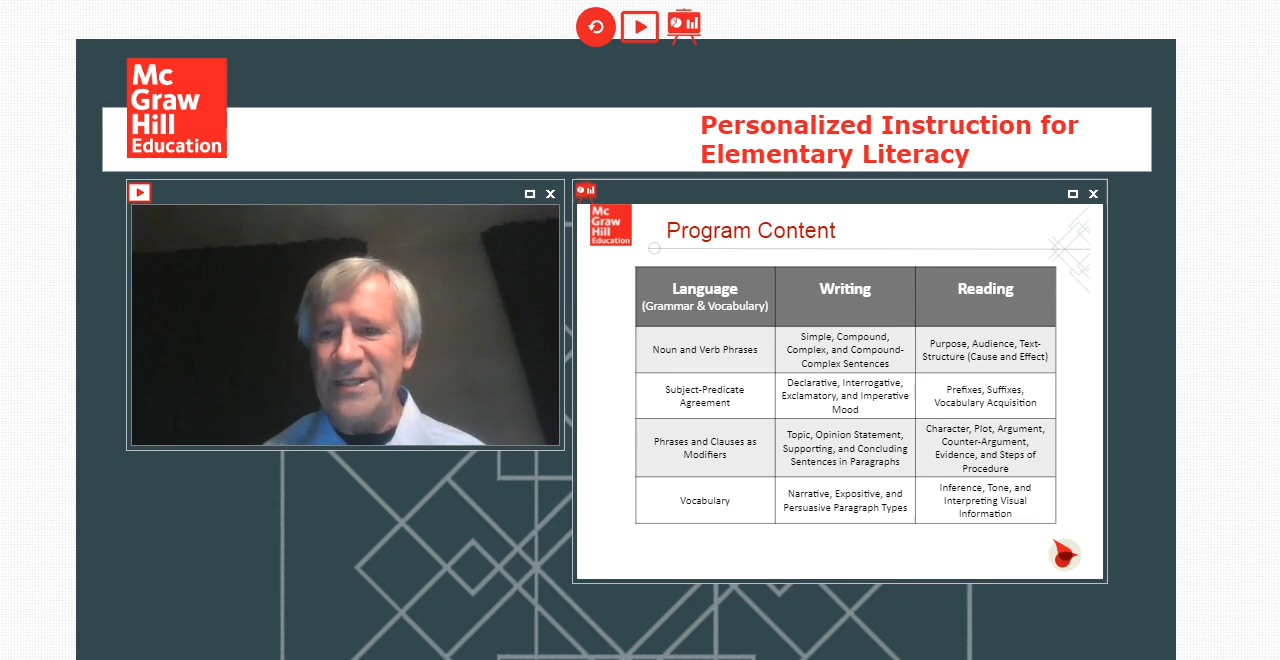 Mc
Graw
Hill
Education
Personalized Instruction for
Elementary Literacy
Mc
Graw
Hill
Education
Program Content
Language
(Grammar & Vocabulary)
Writing
Reading
Noun and Verb Phrases
Simple, Compound,
Complex, and Compound-
Complex Sentences
Purpose, Audience, Text-
Structure (Cause and Effect)
Subject-Predicate
Agreement
Declarative, Interrogative,
Exclamatory, and Imperative
Mood
Prefixes, Suffixes,
Vocabulary Acquisition
Phrases and Clauses as
Modifiers
Topic, Opinion Statement,
Supporting, and Concluding
Sentences in Paragraphs
Character, Plot, Argument,
Counter-Argument,
Evidence, and Steps of
Procedure
Vocabulary
Narrative, Expositive, and
Persuasive Paragraph Types
Inference, Tone, and
Interpreting Visual
Information